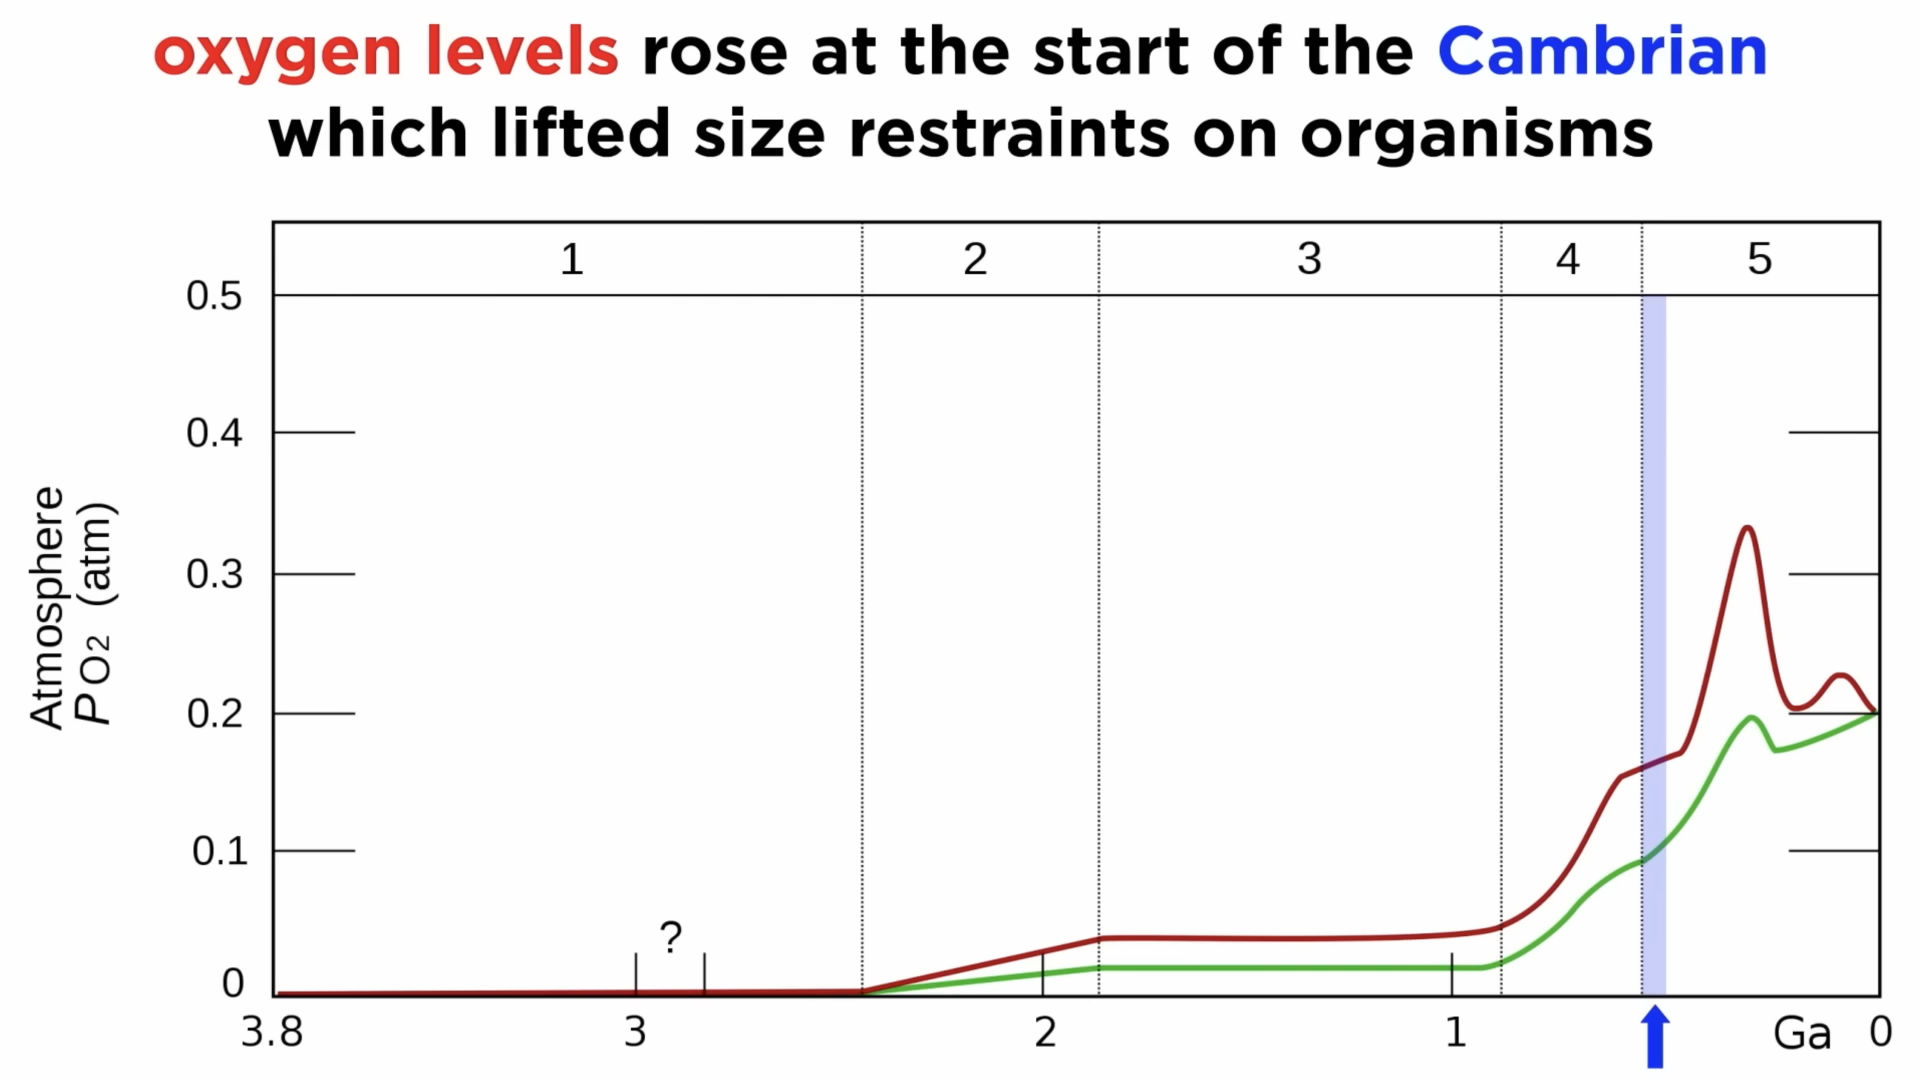 oxygen levels rose at the start of the Cambrian
which lifted size restraints on organisms
1 2 3 4 5
0.5
0.4
0.3
0.2
0.1
0
Atmosphere
P O2 (atm)
?
3.8 3 2 1 Ga 0